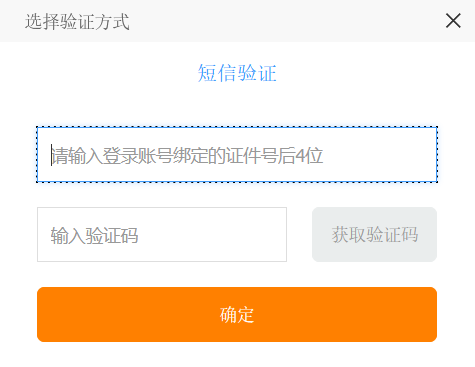 选择验证方式
短信验证
请输入登录账号绑定的证件号后4位
输入验证码
获取验证码
确定